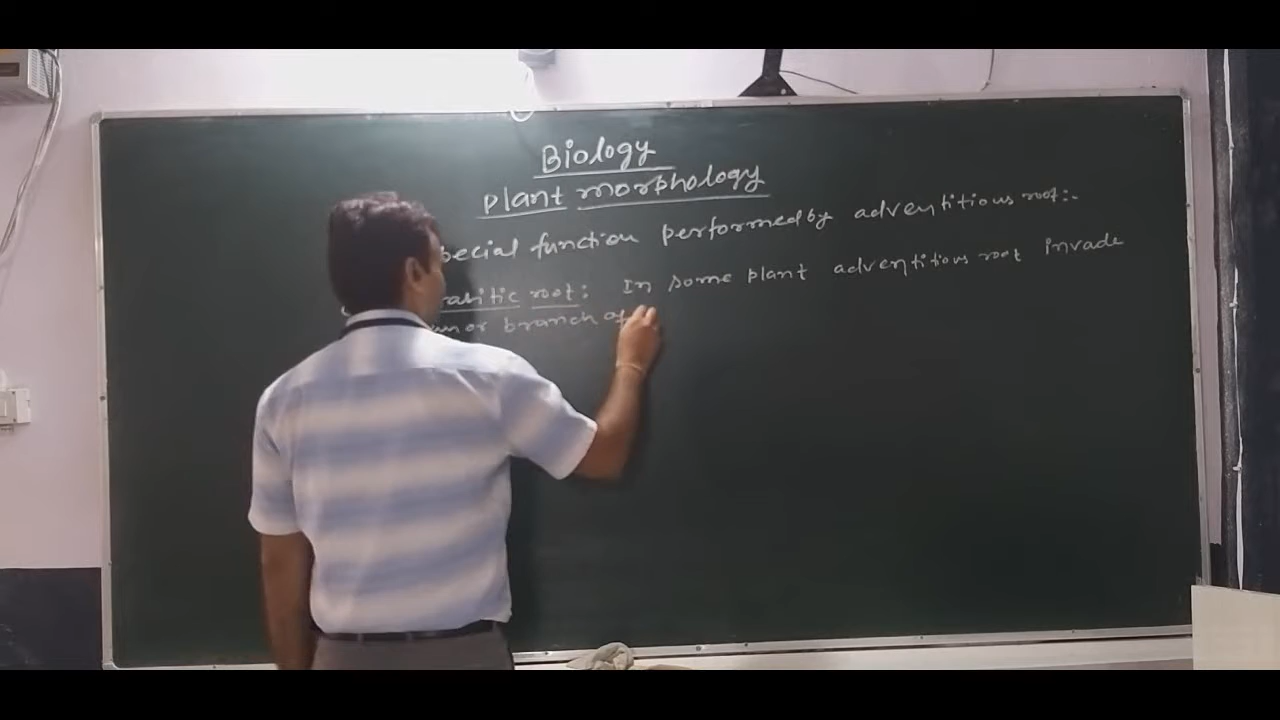 Biology
plant morphology
pecial function performed by adventitious root:-
asitic root: In some plant adventitious root invade
or branch of